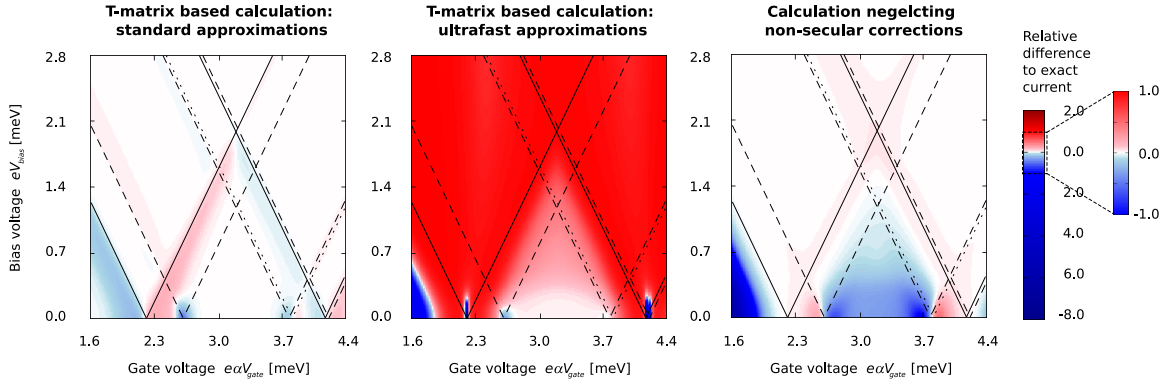 T-matrix based calculation:
standard approximations
T-matrix based calculation:
ultrafast approximations
Calculation negelcting
non-secular corrections
Relative
difference
to exact
current
Bias voltage eV_bias [meV]
2.8
2.1
1.4
0.7
0.0
1.6 2.3 3.0 3.7 4.4
Gate voltage eαV_gate [meV]
2.8
2.1
1.4
0.7
0.0
1.6 2.3 3.0 3.7 4.4
Gate voltage eαV_gate [meV]
2.8
2.1
1.4
0.7
0.0
1.6 2.3 3.0 3.7 4.4
Gate voltage eαV_gate [meV]
2.0
0.0
2.0
4.0
6.0
-8.0
1.0
0.0
-1.0